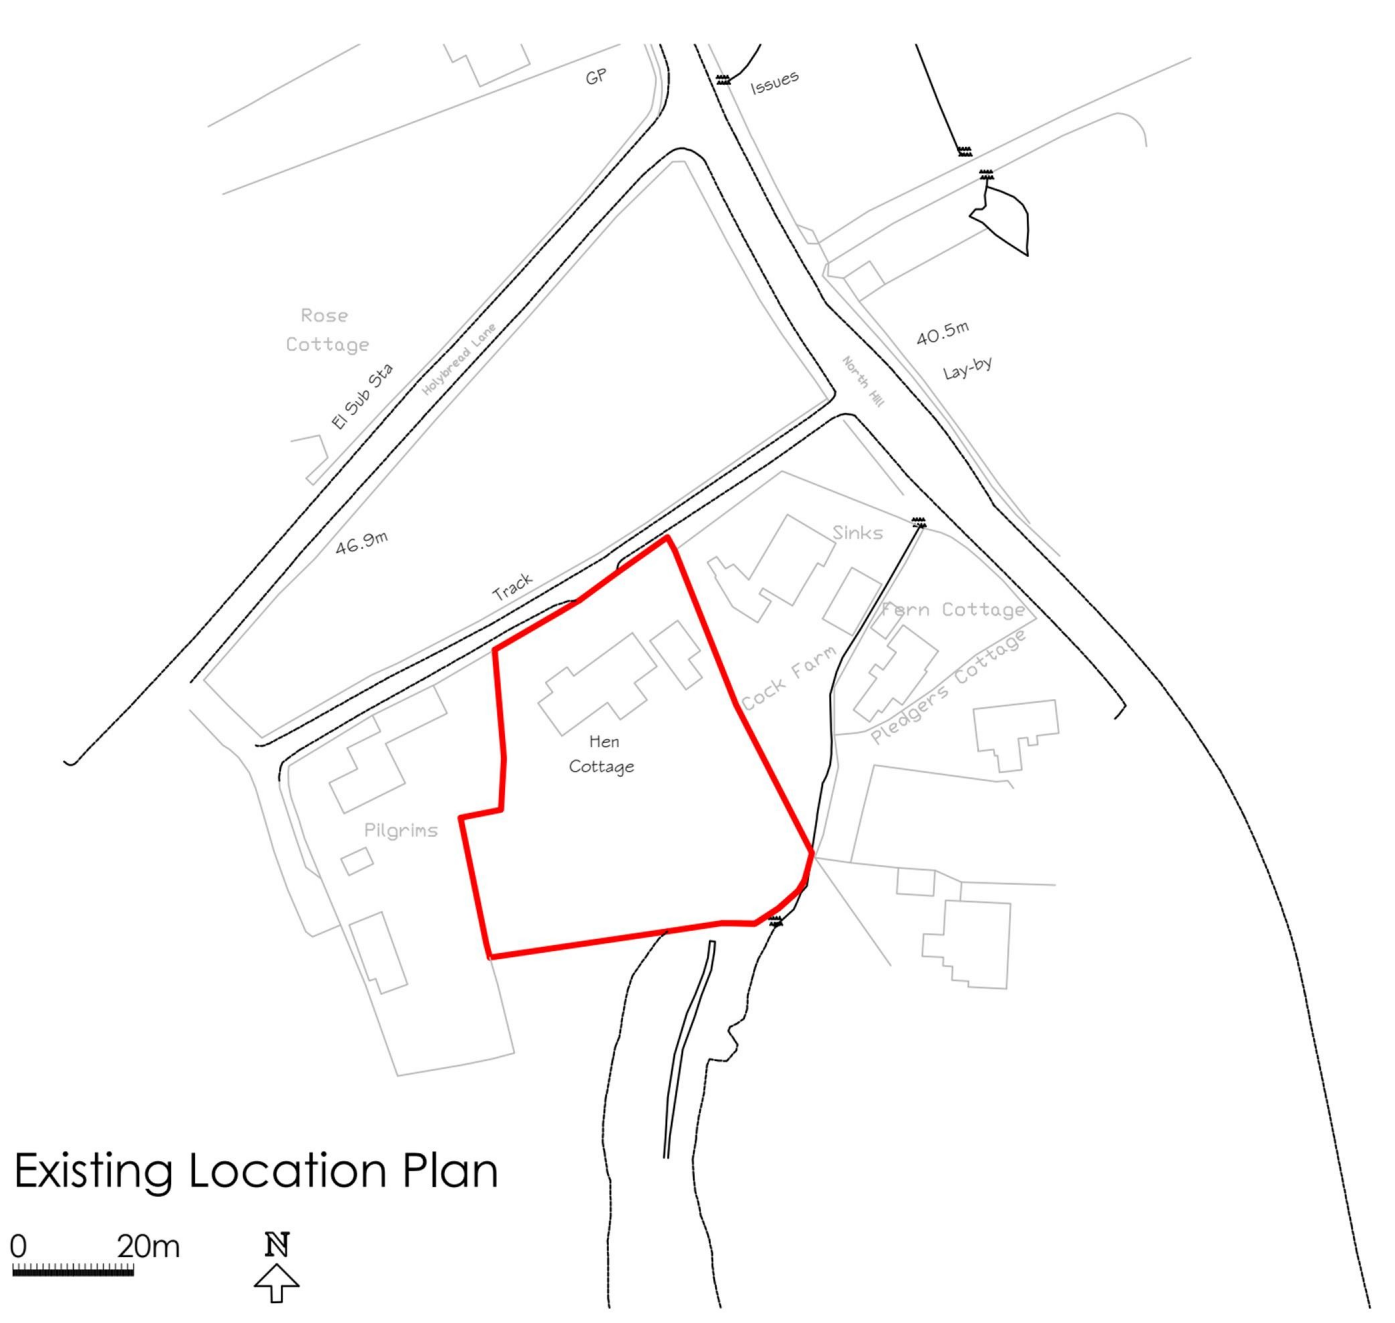 GP
Issues
Rose
Cottage
El Sub Sta
Holybread Lane
40.5m
Lay-by
North Hill
46.9m
Track
Sinks
Fern Cottage
Cock Farm
Pledgers Cottage
Hen
Cottage
Pilgrims
Existing Location Plan
0 20m
N